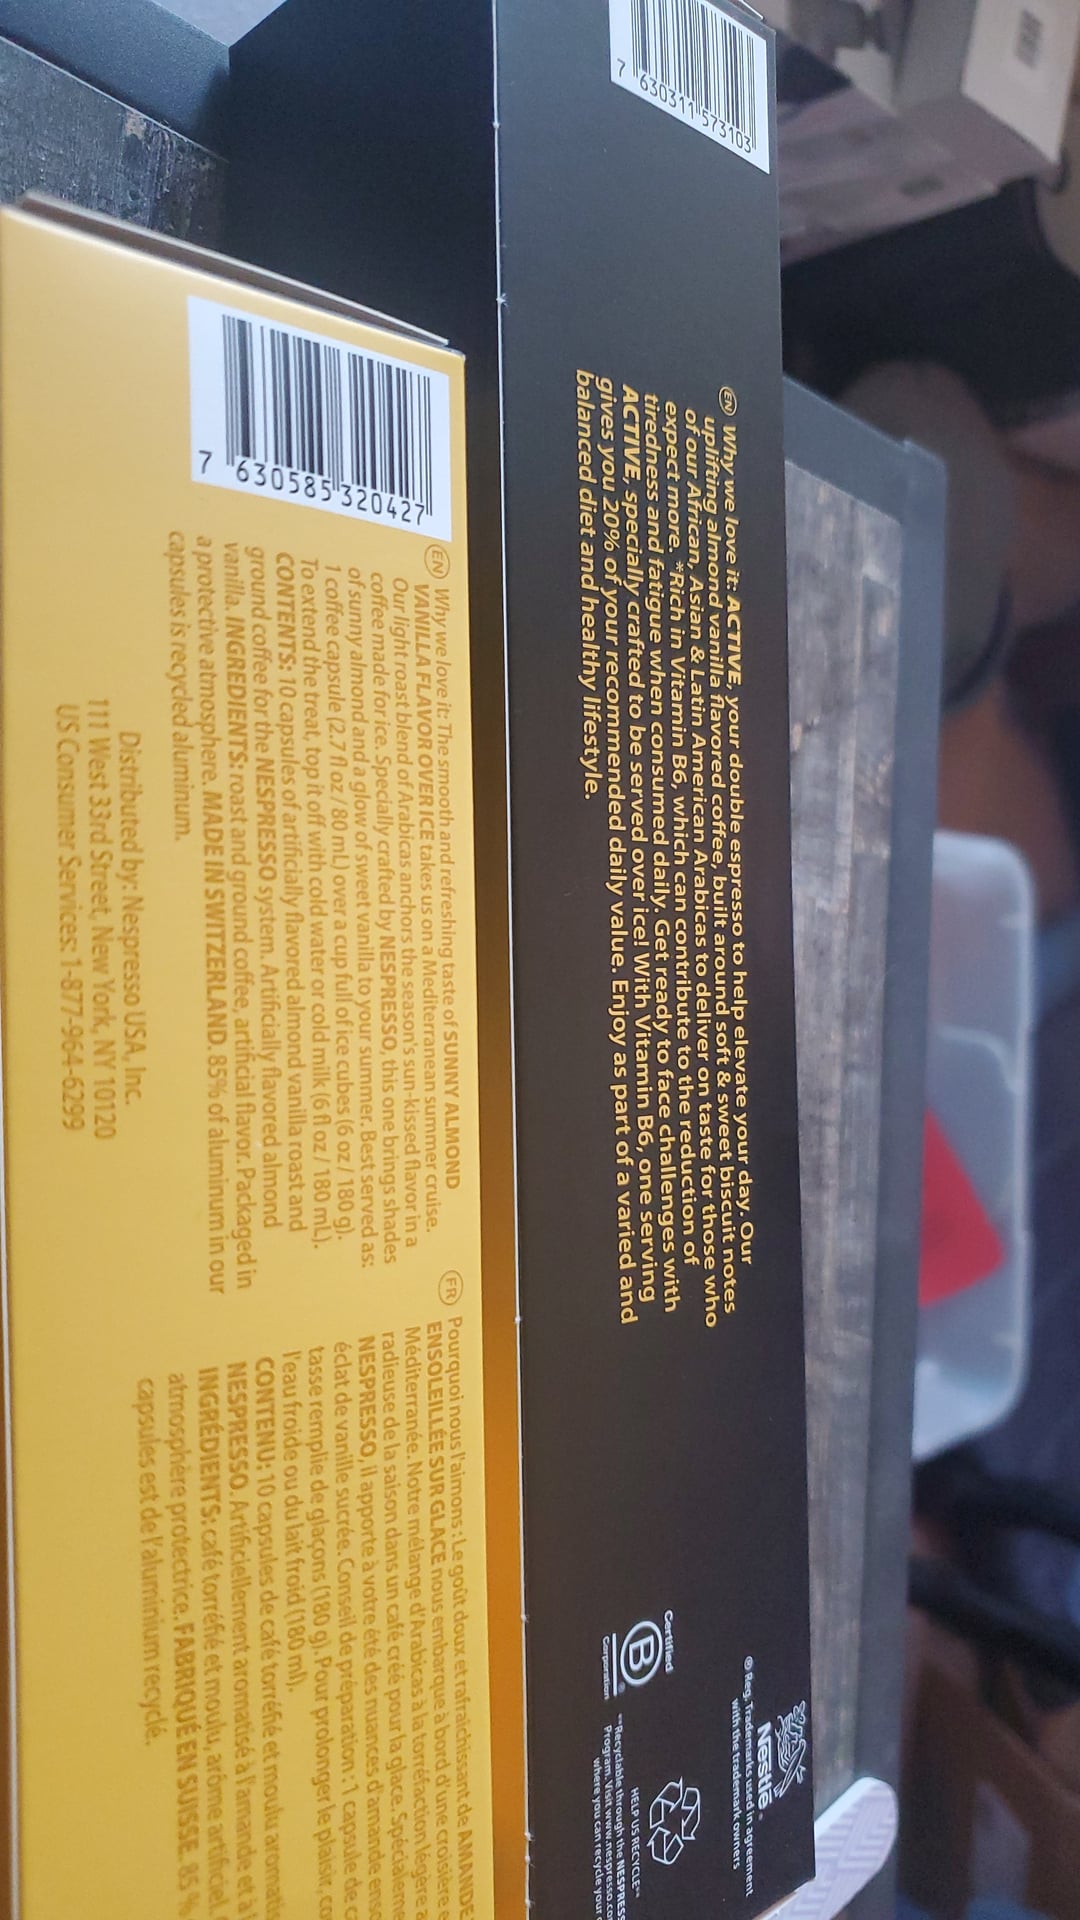 7 630311 573103
EN Why we love it: ACTIVE, your double espresso to help elevate your day. Our
uplifting almond vanilla flavored coffee, built around soft & sweet biscuit notes
of our African, Asian & Latin American Arabicas to deliver on taste for those who
expect more. *Rich in Vitamin B6, which can contribute to the reduction of
tiredness and fatigue when consumed daily. Get ready to face challenges with
ACTIVE, specially crafted to be served over ice! With Vitamin B6, one serving
gives you 20% of your recommended daily value. Enjoy as part of a varied and
balanced diet and healthy lifestyle.
Nestlé
® Reg. Trademarks used in agreement
with the trademark owners
Certified
B
Corporation
HELP US RECYCLE**
**Recyclable through the NESPRESS
Program. Visit www.nespresso.co
where you can recycle your
7 630585 320427
EN Why we love it: The smooth and refreshing taste of SUNNY ALMOND
VANILLA FLAVOR OVER ICE takes us on a Mediterranean summer cruise.
Our light roast blend of Arabicas anchors the season's sun-kissed flavor in a
coffee made for ice. Specially crafted by NESPRESSO, this one brings shades
of sunny almond and a glow of sweet vanilla to your summer. Best served as:
1 coffee capsule (2.7 fl oz / 80 mL) over a cup full of ice cubes (6 oz / 180 g).
To extend the treat, top it off with cold water or cold milk (6 fl oz / 180 mL).
CONTENTS: 10 capsules of artificially flavored almond vanilla roast and
ground coffee for the NESPRESSO system. Artificially flavored almond
vanilla. INGREDIENTS: roast and ground coffee, artificial flavor. Packaged in
a protective atmosphere. MADE IN SWITZERLAND. 85% of aluminum in our
capsules is recycled aluminum.
Distributed by: Nespresso USA, Inc.
111 West 33rd Street, New York, NY 10120
US Consumer Services: 1-877-964-6299
FR Pourquoi nous l'aimons : Le goût doux et rafraîchissant de AMANDE
ENSOLEILLÉE SUR GLACE nous embarque à bord d'une croisière e
Méditerranée. Notre mélange d'Arabicas à la torréfaction légère a
radieuse de la saison dans un café créé pour la glace. Spécialeme
NESPRESSO, il apporte à votre été des nuances d'amande enso
éclat de vanille sucrée. Conseil de préparation : 1 capsule de c
tasse remplie de glaçons (180 g). Pour prolonger le plaisir, co
l'eau froide ou du lait froid (180 ml).
CONTENU: 10 capsules de café torréfié et moulu aromatis
NESPRESSO. Artificiellement aromatisé à l'amande et à l
INGRÉDIENTS: café torréfié et moulu, arôme artificiel.
atmosphère protectrice. FABRIQUÉ EN SUISSE. 85 %
capsules est de l'aluminium recyclé.